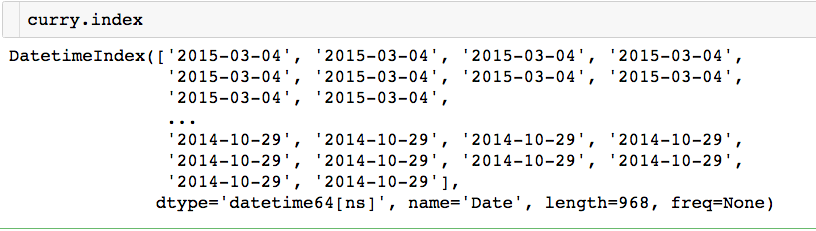 curry.index
DatetimeIndex(['2015-03-04', '2015-03-04', '2015-03-04', '2015-03-04',
'2015-03-04', '2015-03-04', '2015-03-04', '2015-03-04',
'2015-03-04', '2015-03-04',
...
'2014-10-29', '2014-10-29', '2014-10-29', '2014-10-29',
'2014-10-29', '2014-10-29', '2014-10-29', '2014-10-29',
'2014-10-29', '2014-10-29'],
dtype='datetime64[ns]', name='Date', length=968, freq=None)